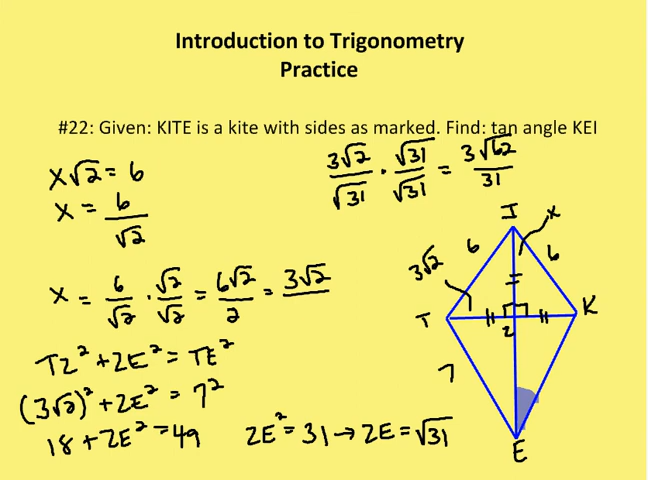 Introduction to Trigonometry
Practice
#22: Given: KITE is a kite with sides as marked. Find: tan angle KEI
x√2 = 6
x = 6/√2
3√2/√31 · √31/√31 = 3√62/31
x = 6/√2 · √2/√2 = 6√2/2 = 3√2
TZ² + ZE² = TE²
(3√2)² + ZE² = 7²
18 + ZE² = 49
ZE² = 31 → ZE = √31
I
x
6
6
3√2
T
K
Z
7
E